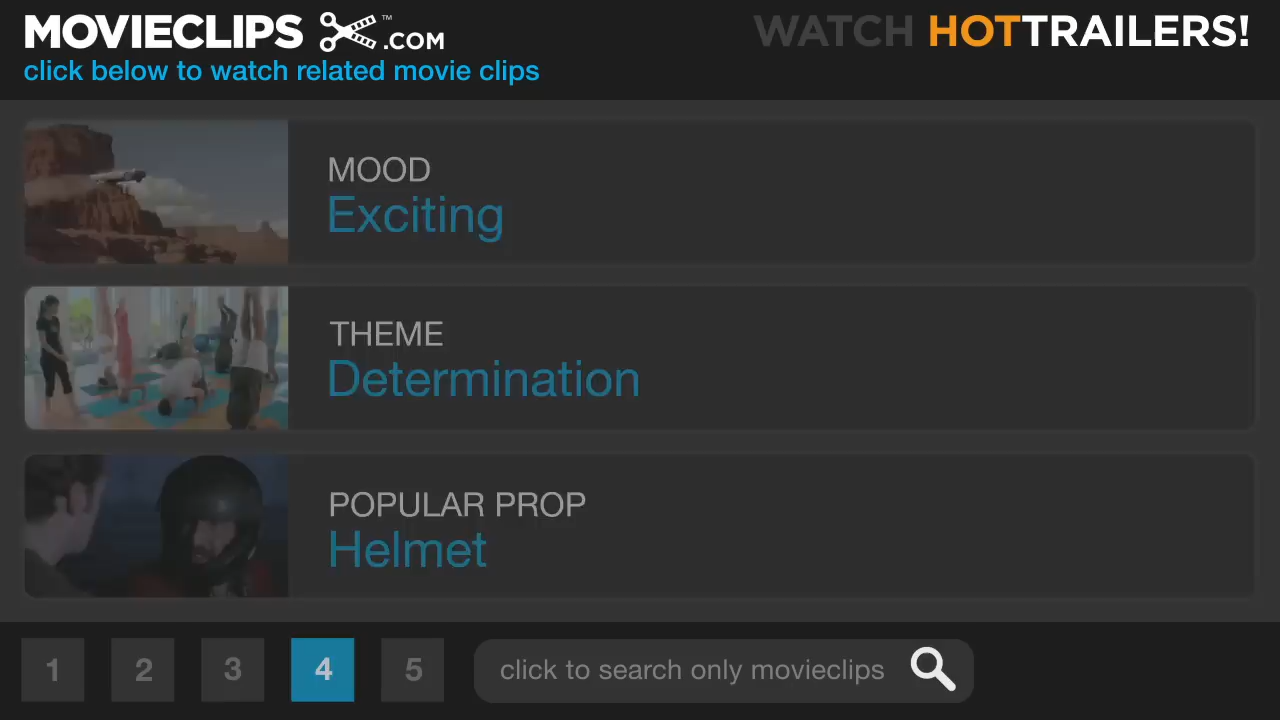 MOVIECLIPS™.COM
WATCH HOTTRAILERS!
click below to watch related movie clips
MOOD
Exciting
THEME
Determination
POPULAR PROP
Helmet
1 2 3 4 5
click to search only movieclips